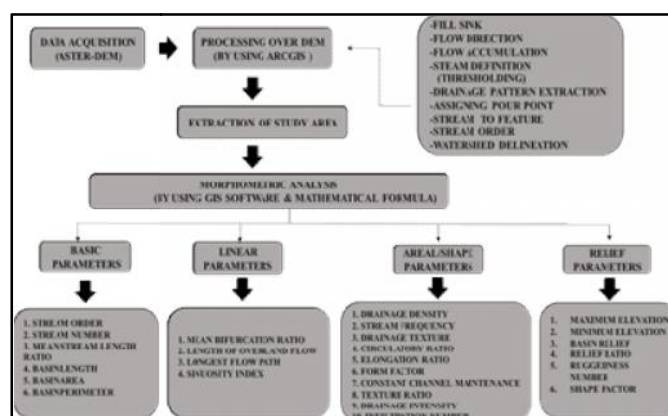 DATA ACQUISITION
(ASTER-DEM)
PROCESSING OVER DEM
(BY USING ARCGIS )
-FILL SINK
-FLOW DIRECTION
-FLOW ACCUMULATION
-STEAM DEFINITION
(THRESHOLDING)
-DRAINAGE PATTERN EXTRACTION
-ASSIGNING POUR POINT
-STREAM TO FEATURE
-STREAM ORDER
-WATERSHED DELINEATION
EXTRACTION OF STUDY AREA
MORPHOMETRIC ANALYSIS
(BY USING GIS SOFTWARE & MATHEMATICAL FORMULA)
BASIC
PARAMETERS
LINEAR
PARAMETERS
AREAL/SHAPE
PARAMETERS
RELIEF
PARAMETERS
1. STREAM ORDER
2. STREAM NUMBER
3. MEANSTREAM LENGTH
RATIO
4. BASINLENGTH
5. BASINAREA
6. BASINPERIMETER
1. MEAN BIFURCATION RATIO
2. LENGTH OF OVERLAND FLOW
3. LONGEST FLOW PATH
4. SINUOSITY INDEX
1. DRAINAGE DENSITY
2. STREAM FREQUENCY
3. DRAINAGE TEXTURE
4. CIRCULATORY RATIO
5. ELONGATION RATIO
6. FORM FACTOR
7. CONSTANT CHANNEL MAINTENANCE
8. TEXTURE RATIO
9. DRAINAGE INTENSITY
10. INFILTRATION NUMBER
1. MAXIMUM ELEVATION
2. MINIMUM ELEVATION
3. BASIN RELIEF
4. RELIEF RATIO
5. RUGGEDNESS
NUMBER
6. SHAPE FACTOR